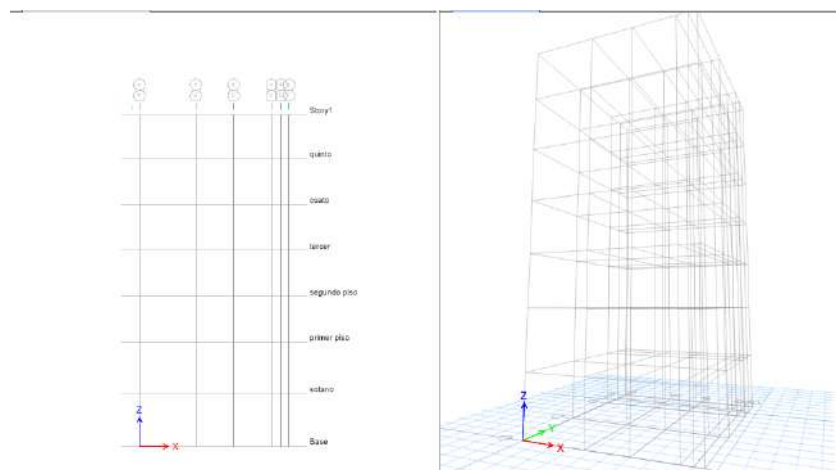 Story1
quinto
cuato
tercer
segundo piso
primer piso
sotano
Base
Z
X
Z
Y
X